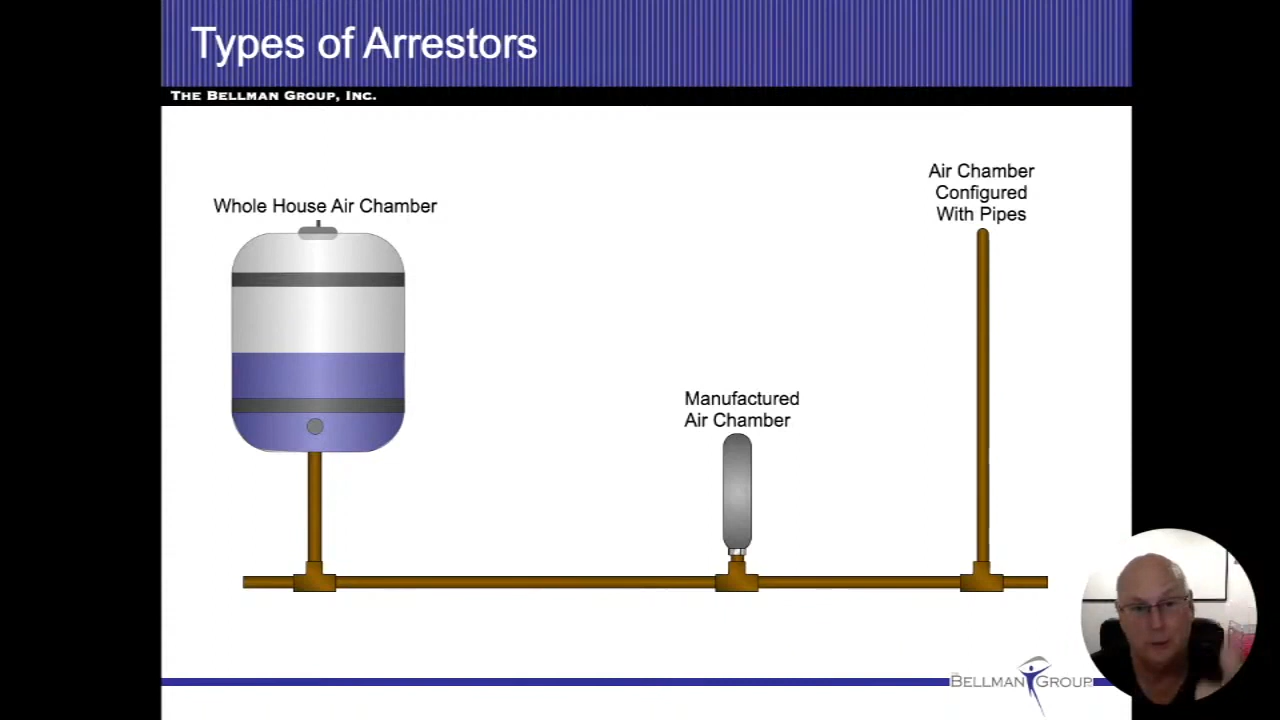 Types of Arrestors
THE BELLMAN GROUP, INC.
Whole House Air Chamber
Air Chamber
Configured
With Pipes
Manufactured
Air Chamber
BELLMAN GROUP